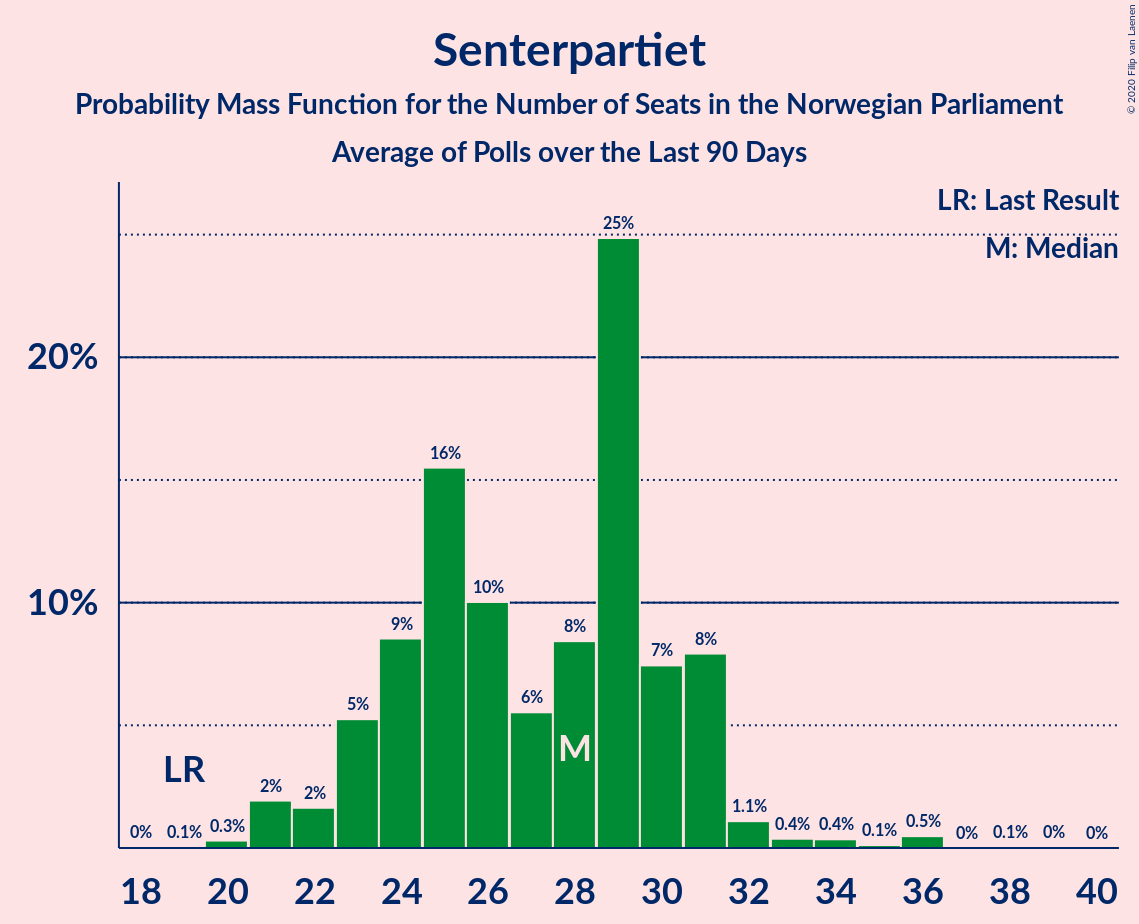 Senterpartiet
Probability Mass Function for the Number of Seats in the Norwegian Parliament
Average of Polls over the Last 90 Days
© 2020 Filip van Laenen
LR: Last Result
M: Median
20%
10%
0%
0.1%
0.3%
2%
2%
5%
9%
16%
10%
6%
8%
25%
7%
8%
1.1%
0.4%
0.4%
0.1%
0.5%
0%
0.1%
0%
0%
LR
M
18 20 22 24 26 28 30 32 34 36 38 40